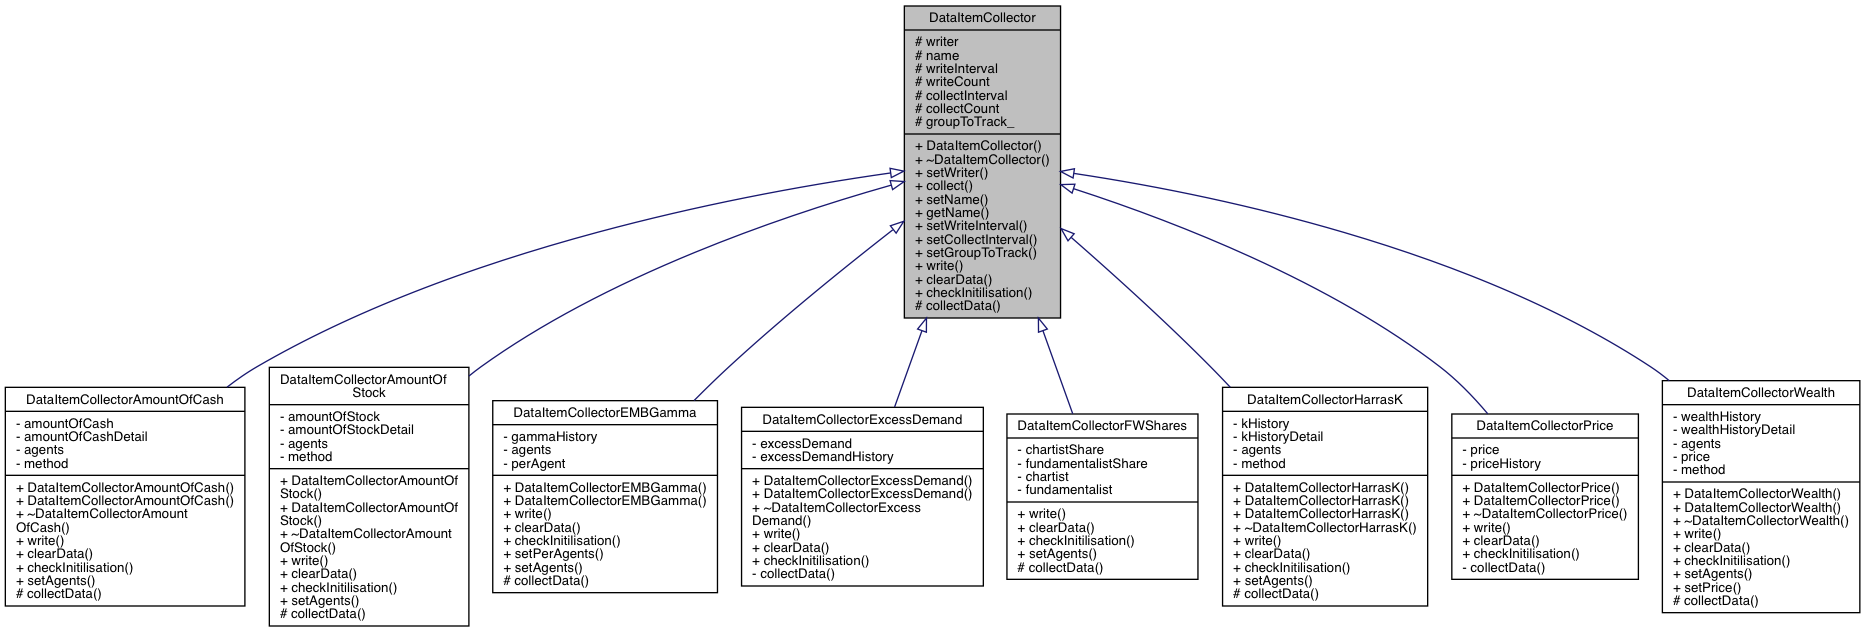 DataItemCollector
# writer
# name
# writeInterval
# writeCount
# collectInterval
# collectCount
# groupToTrack_
+ DataItemCollector()
+ ~DataItemCollector()
+ setWriter()
+ collect()
+ setName()
+ getName()
+ setWriteInterval()
+ setCollectInterval()
+ setGroupToTrack()
+ write()
+ clearData()
+ checkInitilisation()
# collectData()
DataItemCollectorAmountOfCash
- amountOfCash
- amountOfCashDetail
- agents
- method
+ DataItemCollectorAmountOfCash()
+ DataItemCollectorAmountOfCash()
+ ~DataItemCollectorAmount
OfCash()
+ write()
+ clearData()
+ checkInitilisation()
+ setAgents()
# collectData()
DataItemCollectorAmountOf
Stock
- amountOfStock
- amountOfStockDetail
- agents
- method
+ DataItemCollectorAmountOf
Stock()
+ DataItemCollectorAmountOf
Stock()
+ ~DataItemCollectorAmount
OfStock()
+ write()
+ clearData()
+ checkInitilisation()
+ setAgents()
# collectData()
DataItemCollectorEMBGamma
- gammaHistory
- agents
- perAgent
+ DataItemCollectorEMBGamma()
+ DataItemCollectorEMBGamma()
+ write()
+ clearData()
+ checkInitilisation()
+ setPerAgents()
+ setAgents()
# collectData()
DataItemCollectorExcessDemand
- excessDemand
- excessDemandHistory
+ DataItemCollectorExcessDemand()
+ DataItemCollectorExcessDemand()
+ ~DataItemCollectorExcess
Demand()
+ write()
+ clearData()
+ checkInitilisation()
- collectData()
DataItemCollectorFWShares
- chartistShare
- fundamentalistShare
- chartist
- fundamentalist
+ write()
+ clearData()
+ checkInitilisation()
+ setAgents()
# collectData()
DataItemCollectorHarrasK
- kHistory
- kHistoryDetail
- agents
- method
+ DataItemCollectorHarrasK()
+ DataItemCollectorHarrasK()
+ DataItemCollectorHarrasK()
+ ~DataItemCollectorHarrasK()
+ write()
+ clearData()
+ checkInitilisation()
+ setAgents()
# collectData()
DataItemCollectorPrice
- price
- priceHistory
+ DataItemCollectorPrice()
+ DataItemCollectorPrice()
+ ~DataItemCollectorPrice()
+ write()
+ clearData()
+ checkInitilisation()
- collectData()
DataItemCollectorWealth
- wealthHistory
- wealthHistoryDetail
- agents
- price
- method
+ DataItemCollectorWealth()
+ DataItemCollectorWealth()
+ ~DataItemCollectorWealth()
+ write()
+ clearData()
+ checkInitilisation()
+ setAgents()
+ setPrice()
# collectData()